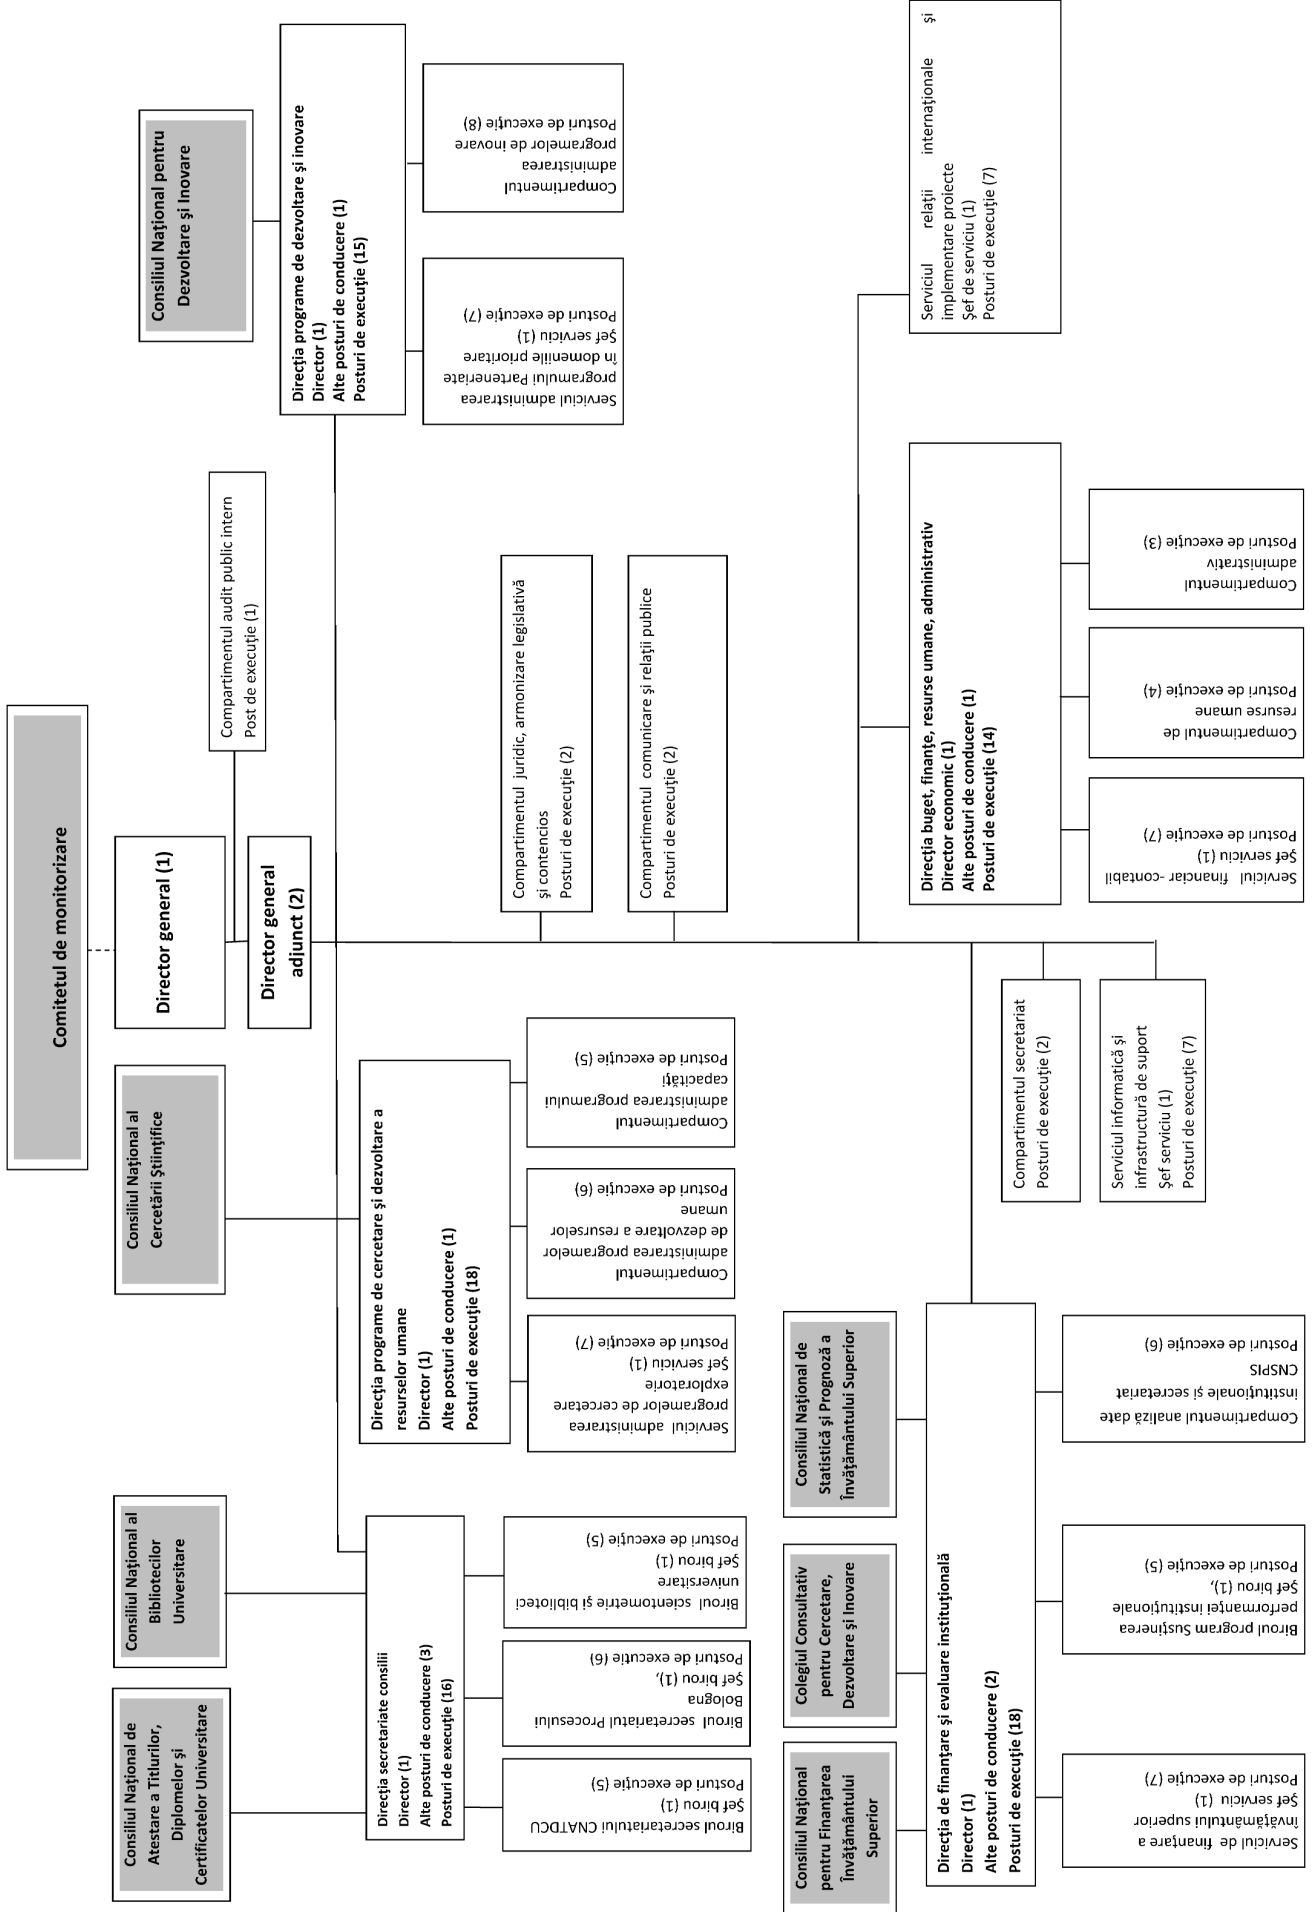 Comitetul de monitorizare
Director general (1)
Compartimentul audit public intern
Post de execuţie (1)
Director general
adjunct (2)
Consiliul Naţional de
Atestare a Titlurilor,
Diplomelor şi
Certificatelor Universitare
Consiliul Naţional al
Bibliotecilor
Universitare
Consiliul Naţional al
Cercetării Ştiinţifice
Consiliul Naţional pentru
Dezvoltare şi Inovare
Direcţia secretariate consilii
Director (1)
Alte posturi de conducere (3)
Posturi de execuţie (16)
Biroul secretariatului CNATDCU
Şef birou (1)
Posturi de execuţie (5)
Biroul secretariatul Procesului
Bologna
Şef birou (1),
Posturi de execuţie (6)
Biroul scientometrie şi biblioteci
universitare
Şef birou (1)
Posturi de execuţie (5)
Direcţia programe de cercetare şi dezvoltare a
resurselor umane
Director (1)
Alte posturi de conducere (1)
Posturi de execuţie (18)
Serviciul administrarea
programelor de cercetare
exploratorie
Şef serviciu (1)
Posturi de execuţie (7)
Compartimentul
administrarea programelor
de dezvoltare a resurselor
umane
Posturi de execuţie (6)
Compartimentul
administrarea programului
capacităţi
Posturi de execuţie (5)
Direcţia programe de dezvoltare şi inovare
Director (1)
Alte posturi de conducere (1)
Posturi de execuţie (15)
Serviciul administrarea
programului Parteneriate
în domeniile prioritare
Şef serviciu (1)
Posturi de execuţie (7)
Compartimentul
administrarea
programelor de inovare
Posturi de execuţie (8)
Compartimentul juridic, armonizare legislativă
şi contencios
Posturi de execuţie (2)
Compartimentul comunicare şi relaţii publice
Posturi de execuţie (2)
Consiliul Naţional
pentru Finanţarea
Învăţământului
Superior
Colegiul Consultativ
pentru Cercetare,
Dezvoltare şi Inovare
Consiliul Naţional de
Statistică şi Prognoză a
Învăţământului Superior
Direcţia de finanţare şi evaluare instituţională
Director (1)
Alte posturi de conducere (2)
Posturi de execuţie (18)
Serviciul de finanţare a
învăţământului superior
Şef serviciu (1)
Posturi de execuţie (7)
Biroul program Susţinerea
performanţei instituţionale
Şef birou (1),
Posturi de execuţie (5)
Compartimentul analiză date
instituţionale şi secretariat
CNSPIS
Posturi de execuţie (6)
Compartimentul secretariat
Posturi de execuţie (2)
Serviciul informatică şi
infrastructură de suport
Şef serviciu (1)
Posturi de execuţie (7)
Direcţia buget, finanţe, resurse umane, administrativ
Director economic (1)
Alte posturi de conducere (1)
Posturi de execuţie (14)
Serviciul financiar -contabil
Şef serviciu (1)
Posturi de execuţie (7)
Compartimentul de
resurse umane
Posturi de execuţie (4)
Compartimentul
administrativ
Posturi de execuţie (3)
Serviciul relaţii internaţionale şi
implementare proiecte
Şef de serviciu (1)
Posturi de execuţie (7)